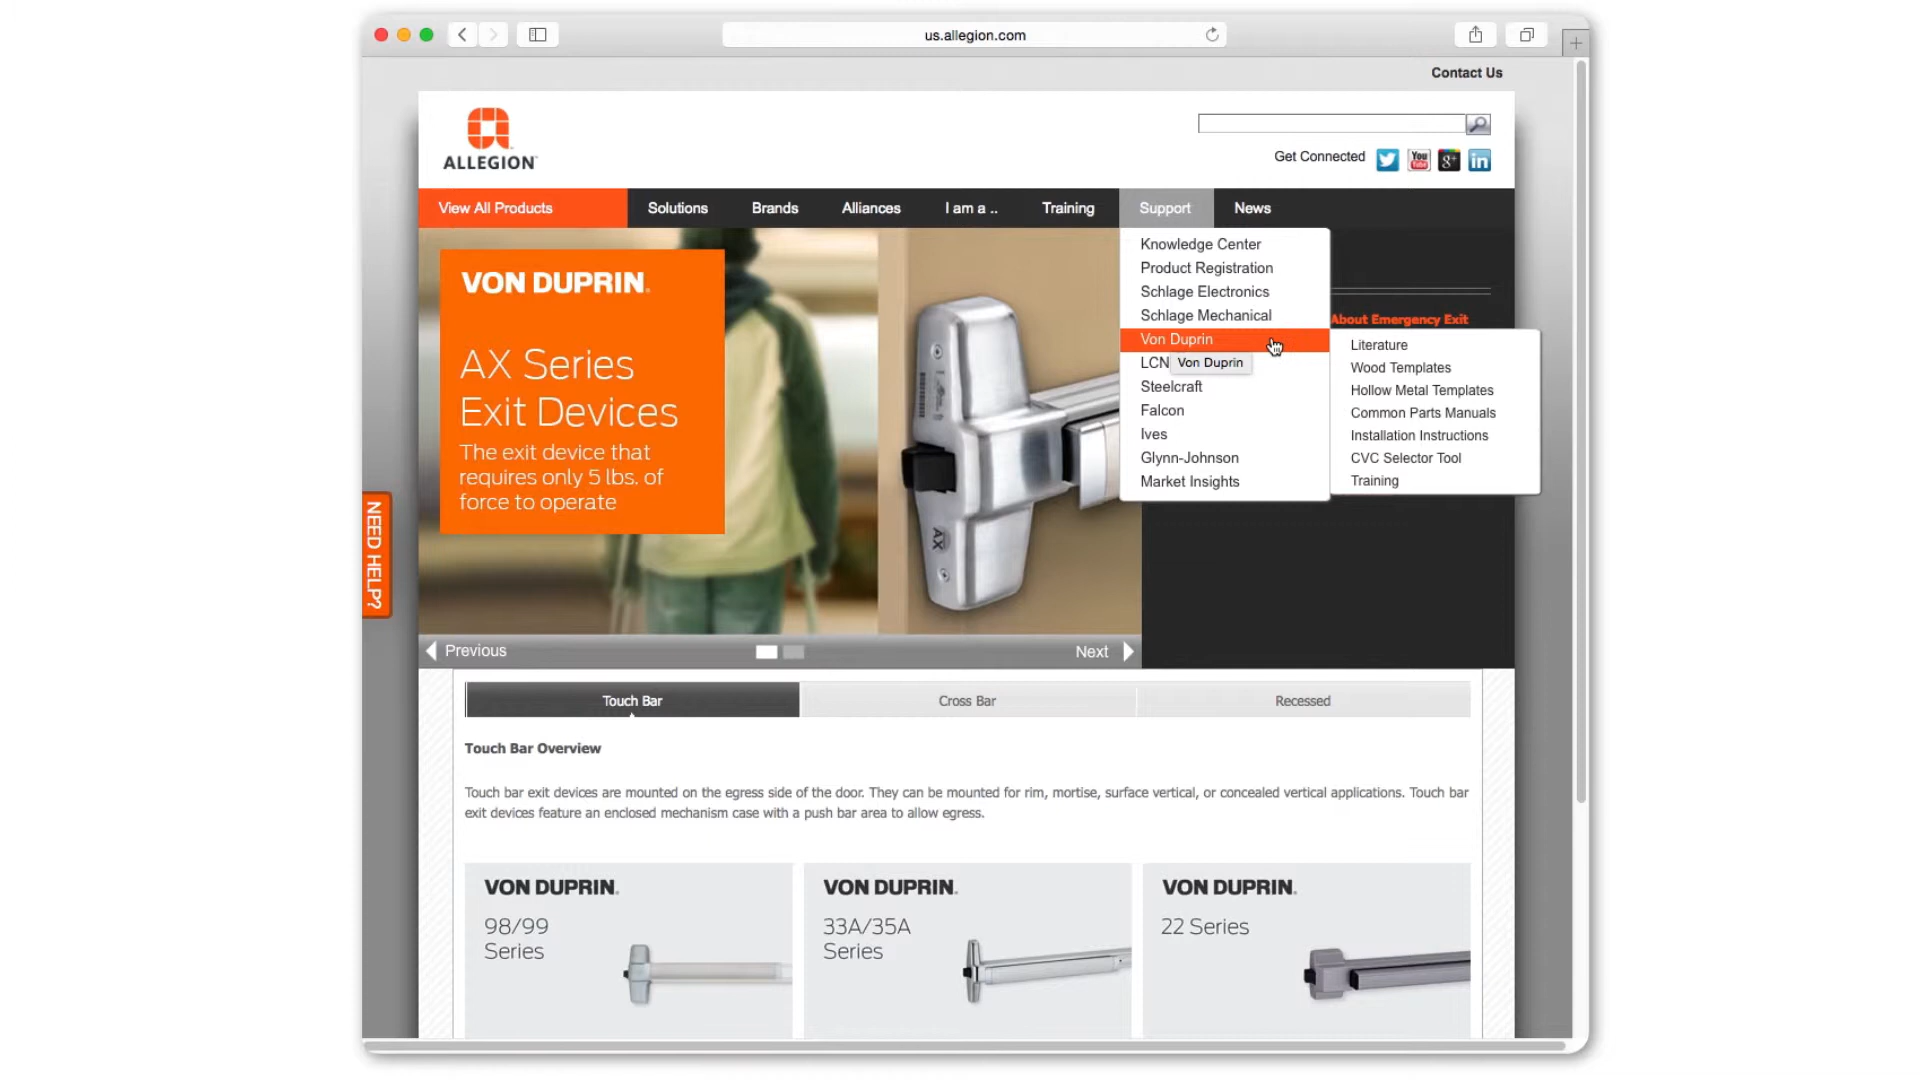 us.allegion.com
Contact Us
ALLEGION
Get Connected
You
Tube
g+
in
View All Products
Solutions
Brands
Alliances
I am a ..
Training
Support
News
VON DUPRIN.
AX Series
Exit Devices
The exit device that
requires only 5 lbs. of
force to operate
AX
Knowledge Center
Product Registration
Schlage Electronics
Schlage Mechanical
Von Duprin
LCN
Von Duprin
Steelcraft
Falcon
Ives
Glynn-Johnson
Market Insights
About Emergency Exit
Literature
Wood Templates
Hollow Metal Templates
Common Parts Manuals
Installation Instructions
CVC Selector Tool
Training
NEED HELP?
Previous
Next
Touch Bar
Cross Bar
Recessed
Touch Bar Overview
Touch bar exit devices are mounted on the egress side of the door. They can be mounted for rim, mortise, surface vertical, or concealed vertical applications. Touch bar
exit devices feature an enclosed mechanism case with a push bar area to allow egress.
VON DUPRIN.
98/99
Series
VON DUPRIN.
33A/35A
Series
VON DUPRIN.
22 Series